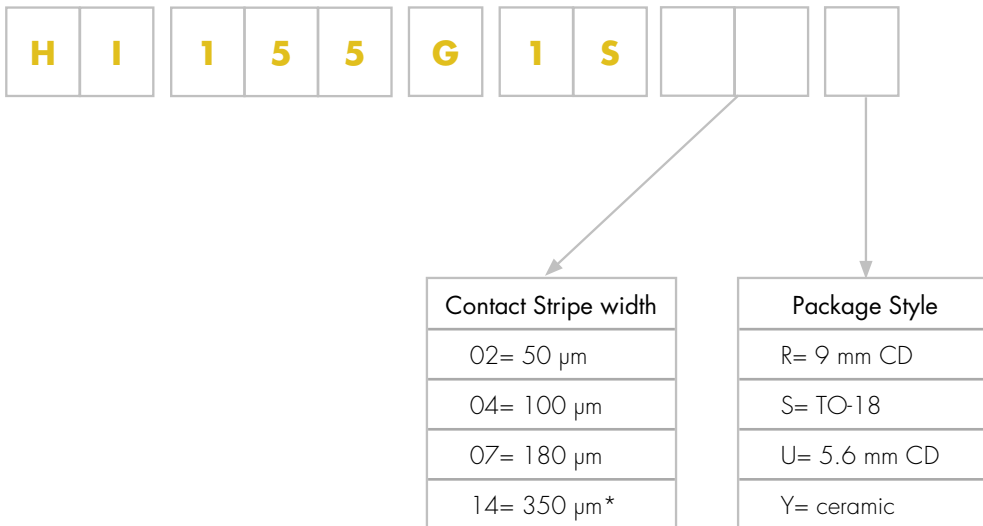 H I 1 5 5 G 1 S
Contact Stripe width
02= 50 µm
04= 100 µm
07= 180 µm
14= 350 µm*
Package Style
R= 9 mm CD
S= TO-18
U= 5.6 mm CD
Y= ceramic